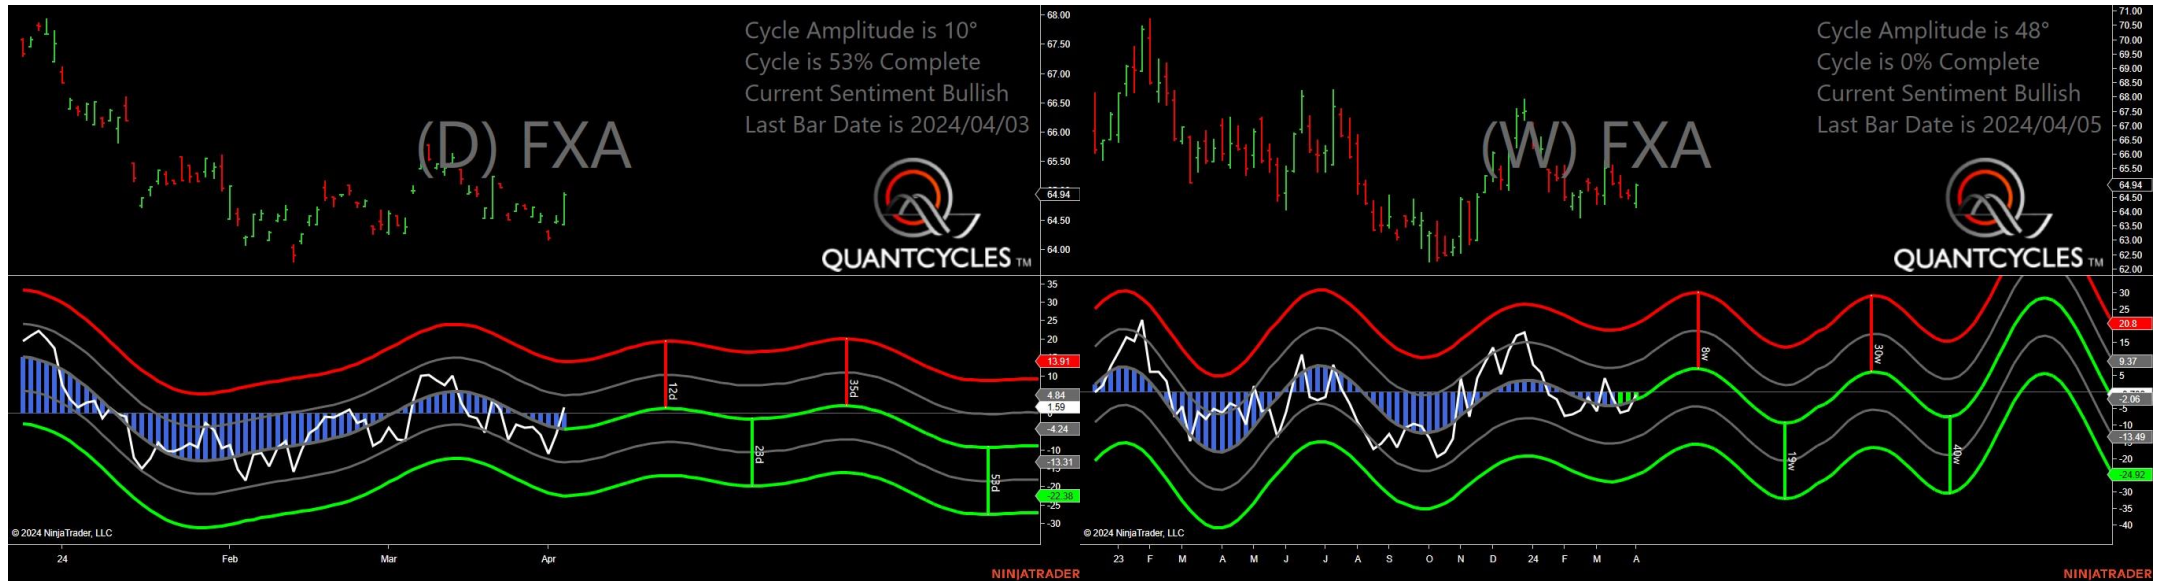 Cycle Amplitude is 10°
Cycle is 53% Complete
Current Sentiment Bullish
Last Bar Date is 2024/04/03
(D) FXA
QUANTCYCLES TM
68.00
67.50
67.00
66.50
66.00
65.50
64.94
64.50
64.00
35
30
25
20
15
13.91
10
4.84
1.59
-4.24
-10
-13.31
-20
-22.38
-25
-30
12d
23d
35d
53d
© 2024 NinjaTrader, LLC
24
Feb
Mar
Apr
NINJATRADER
Cycle Amplitude is 48°
Cycle is 0% Complete
Current Sentiment Bullish
Last Bar Date is 2024/04/05
(W) FXA
QUANTCYCLES TM
71.00
70.50
70.00
69.50
69.00
68.50
68.00
67.50
67.00
66.50
66.00
65.50
64.94
64.50
64.00
63.50
63.00
62.50
62.00
30
25
20.8
15
9.37
5
-2.06
-5
-10
-13.49
-20
-24.92
-30
-35
-40
8w
19w
30w
40w
© 2024 NinjaTrader, LLC
23
F
M
A
M
J
J
A
S
O
N
D
24
F
M
A
NINJATRADER